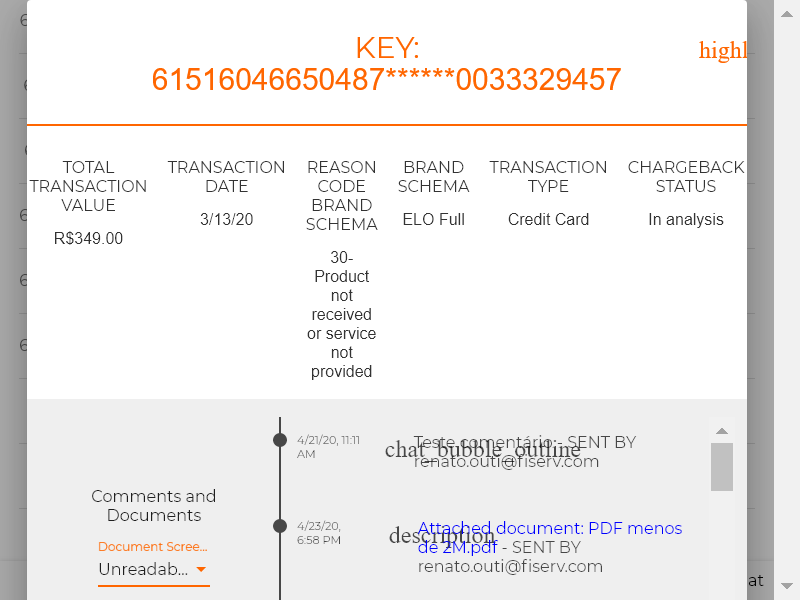 KEY:
61516046650487******0033329457
highl
TOTAL TRANSACTION VALUE
R$349.00
TRANSACTION DATE
3/13/20
REASON CODE BRAND SCHEMA
30-
Product
not
received
or service
not
provided
BRAND SCHEMA
ELO Full
TRANSACTION TYPE
Credit Card
CHARGEBACK STATUS
In analysis
Comments and
Documents
Document Scree...
Unreadab...
4/21/20, 11:11
AM
chat_bubble_outline
Teste comentário - SENT BY
renato.outi@fiserv.com
4/23/20,
6:58 PM
description
Attached document: PDF menos
de 2M.pdf - SENT BY
renato.outi@fiserv.com
at